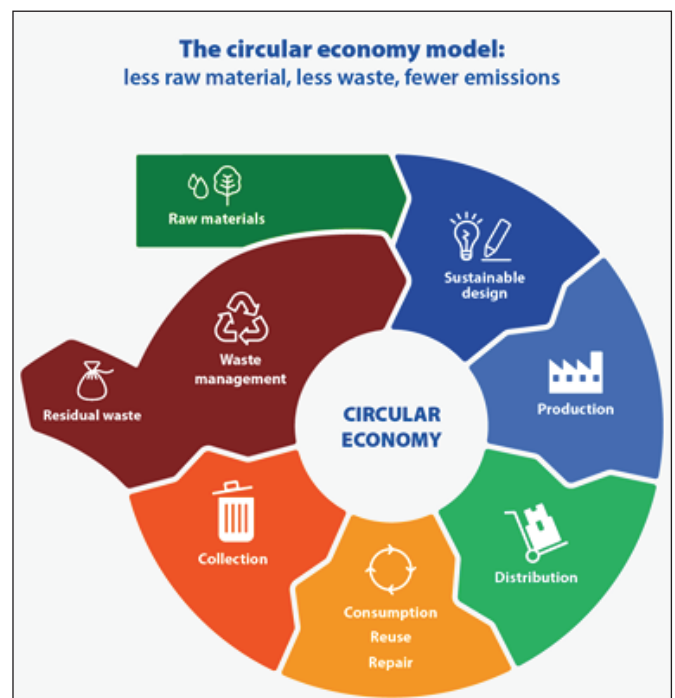 The circular economy model:
less raw material, less waste, fewer emissions
Raw materials
Sustainable
design
Production
Distribution
Consumption
Reuse
Repair
Collection
Waste
management
Residual waste
CIRCULAR
ECONOMY